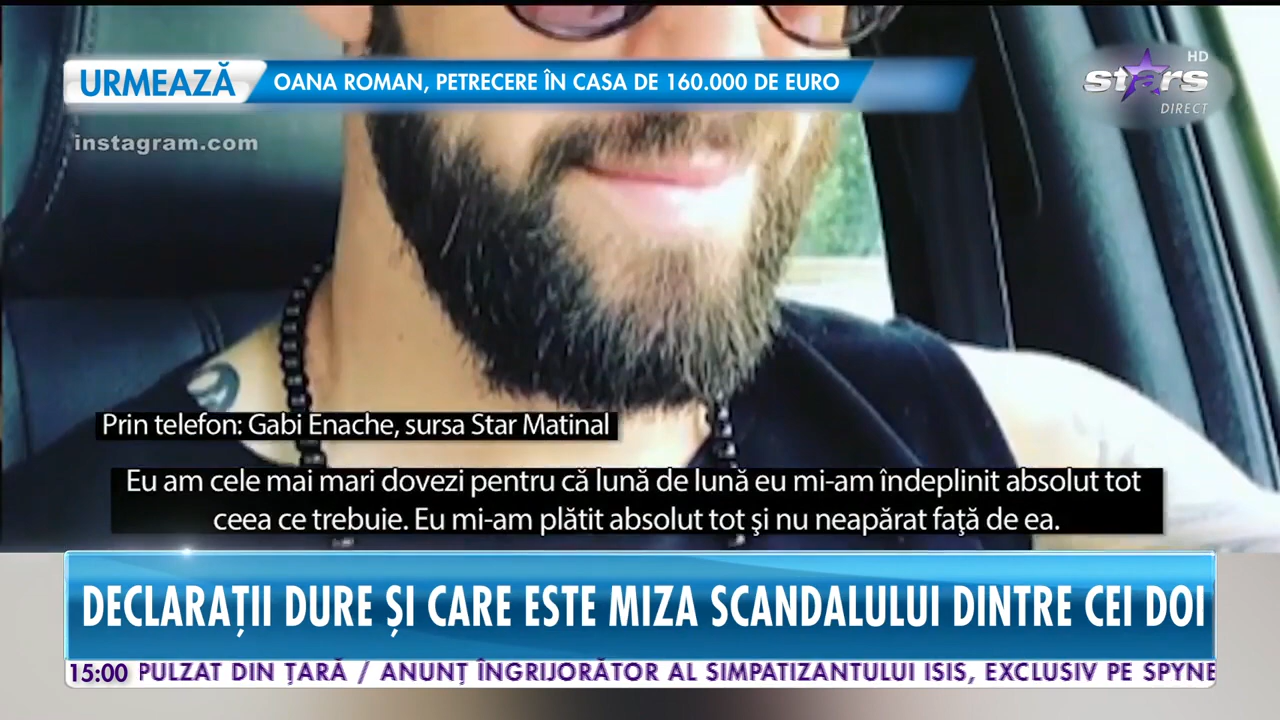 URMEAZĂ
OANA ROMAN, PETRECERE ÎN CASA DE 160.000 DE EURO
HD
stars
DIRECT
instagram.com
Prin telefon: Gabi Enache, sursa Star Matinal
Eu am cele mai mari dovezi pentru că lună de lună eu mi-am îndeplinit absolut tot
ceea ce trebuie. Eu mi-am plătit absolut tot şi nu neapărat faţă de ea.
DECLARAȚII DURE ȘI CARE ESTE MIZA SCANDALULUI DINTRE CEI DOI
15:00 PULZAT DIN ȚARĂ / ANUNȚ ÎNGRIJORĂTOR AL SIMPATIZANTULUI ISIS, EXCLUSIV PE SPYNE